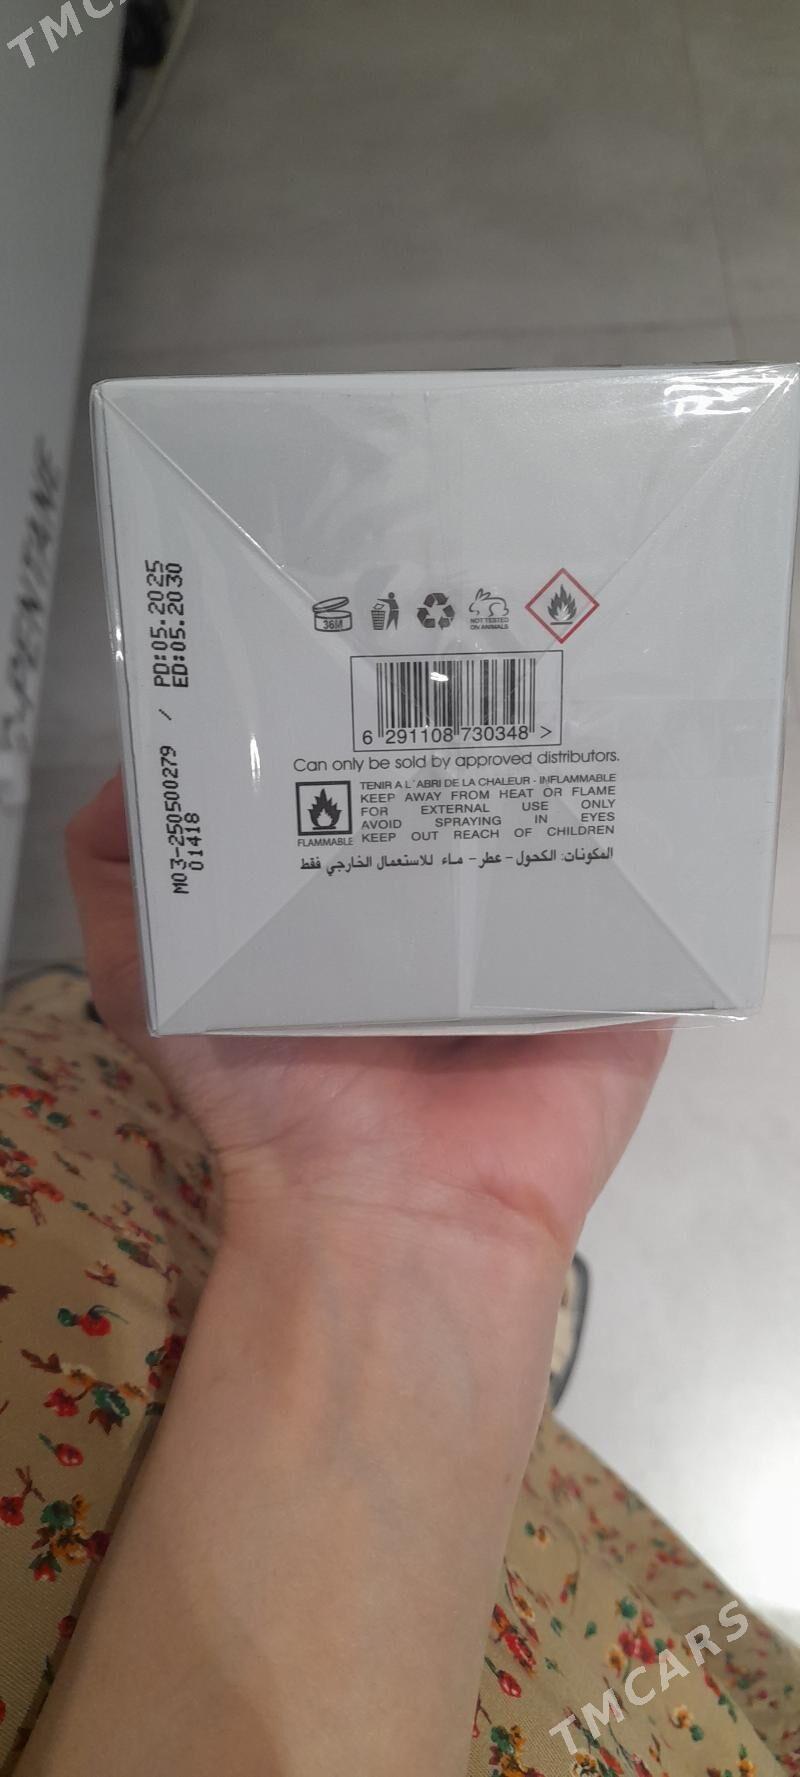 TMC
PENTANE
PD:05.2025
ED:05.2030
/
M03-250500279
01418
36M
NOT TESTED
ON ANIMALS
6 291108 730348 >
Can only be sold by approved distributors.
TENIR A L'ABRI DE LA CHALEUR - INFLAMMABLE
KEEP AWAY FROM HEAT OR FLAME
FOR EXTERNAL USE ONLY
AVOID SPRAYING IN EYES
KEEP OUT REACH OF CHILDREN
FLAMMABLE
المكونات: الكحول - عطر - ماء للاستعمال الخارجي فقط
TMCARS